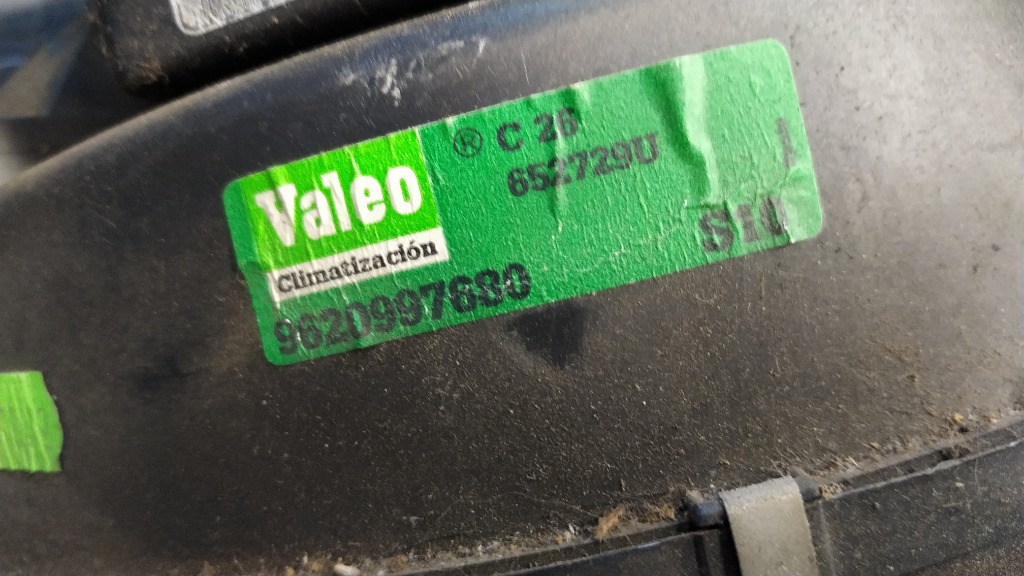 Valeo
Climatización
® C 26
652729U
S10
9620997680